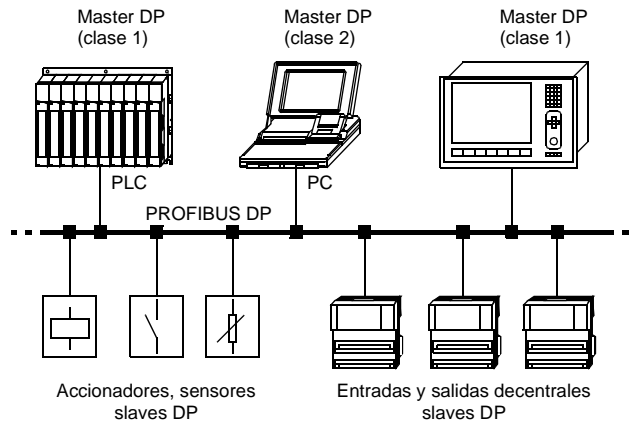 Master DP
(clase 1)
Master DP
(clase 2)
Master DP
(clase 1)
PLC
PC
PROFIBUS DP
Accionadores, sensores
slaves DP
Entradas y salidas decentrales
slaves DP